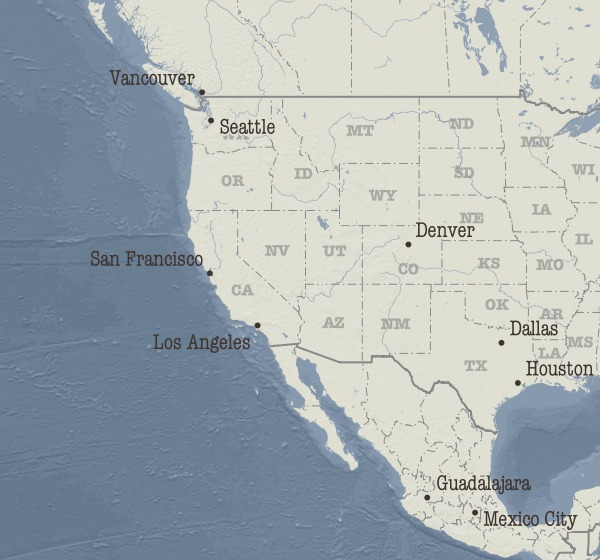 Vancouver
Seattle
WA
MT
ND
MN
OR
ID
SD
WI
WY
NE
IA
Denver
San Francisco
NV
UT
CO
KS
MO
IL
CA
OK
AR
Los Angeles
AZ
NM
Dallas
MS
LA
TX
Houston
Guadalajara
Mexico City